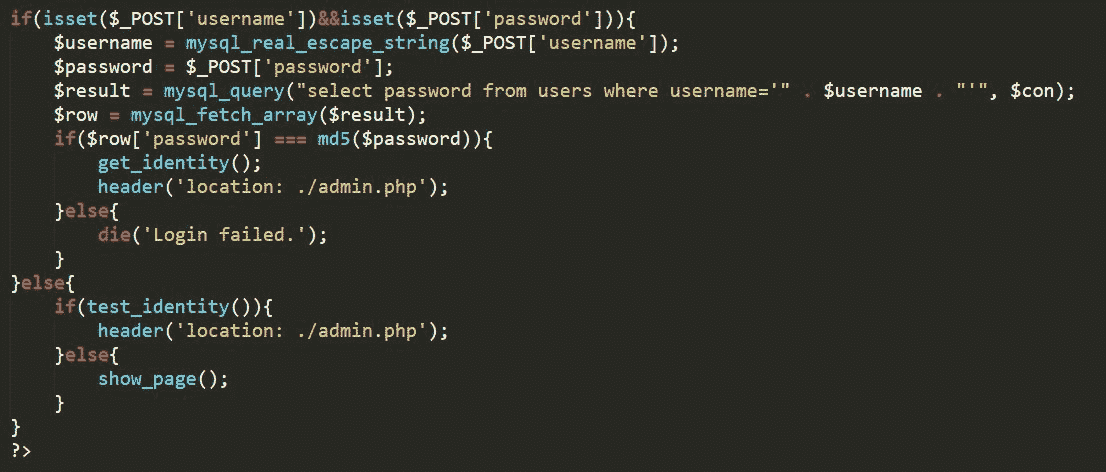 if(isset($_POST['username'])&&isset($_POST['password'])){
    $username = mysql_real_escape_string($_POST['username']);
    $password = $_POST['password'];
    $result = mysql_query("select password from users where username='" . $username . "'", $con);
    $row = mysql_fetch_array($result);
    if($row['password'] === md5($password)){
        get_identity();
        header('location: ./admin.php');
    }else{
        die('Login failed.');
    }
}else{
    if(test_identity()){
        header('location: ./admin.php');
    }else{
        show_page();
    }
}
?>